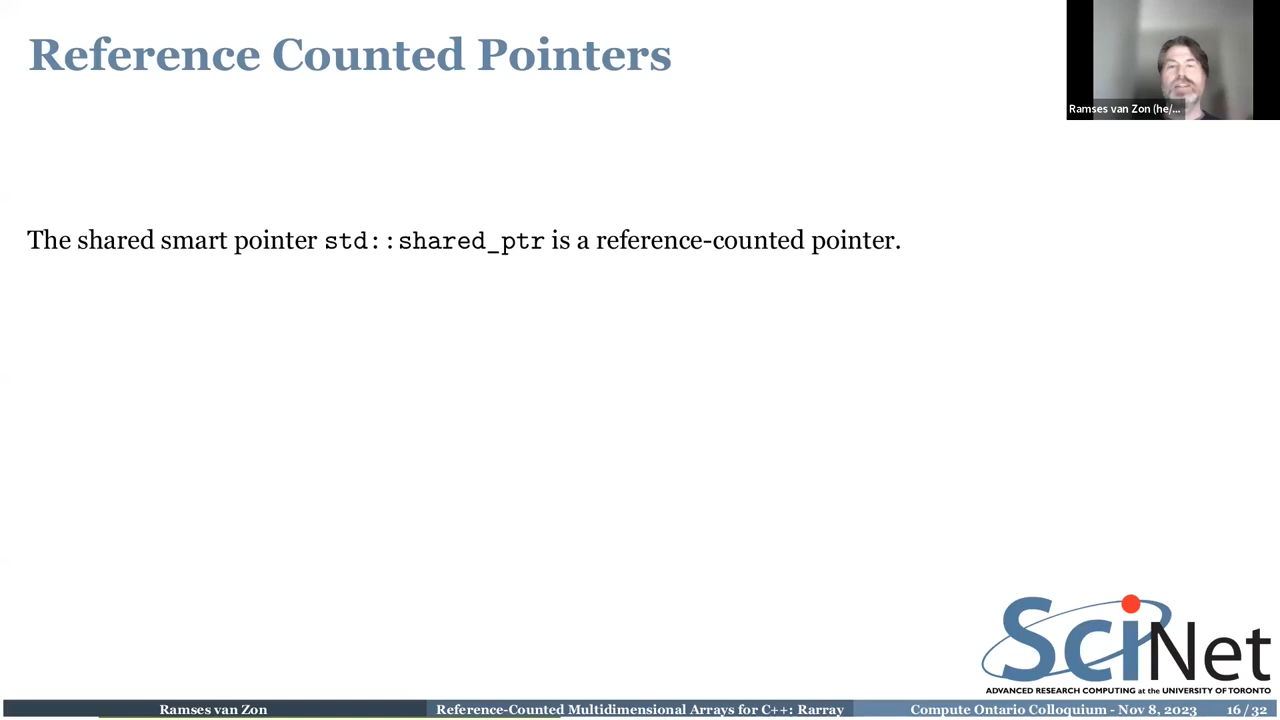 Reference Counted Pointers
Ramses van Zon (he/...
The shared smart pointer std::shared_ptr is a reference-counted pointer.
SciNet
ADVANCED RESEARCH COMPUTING at the UNIVERSITY OF TORONTO
Ramses van Zon Reference-Counted Multidimensional Arrays for C++: Rarray Compute Ontario Colloquium - Nov 8, 2023 16 / 32